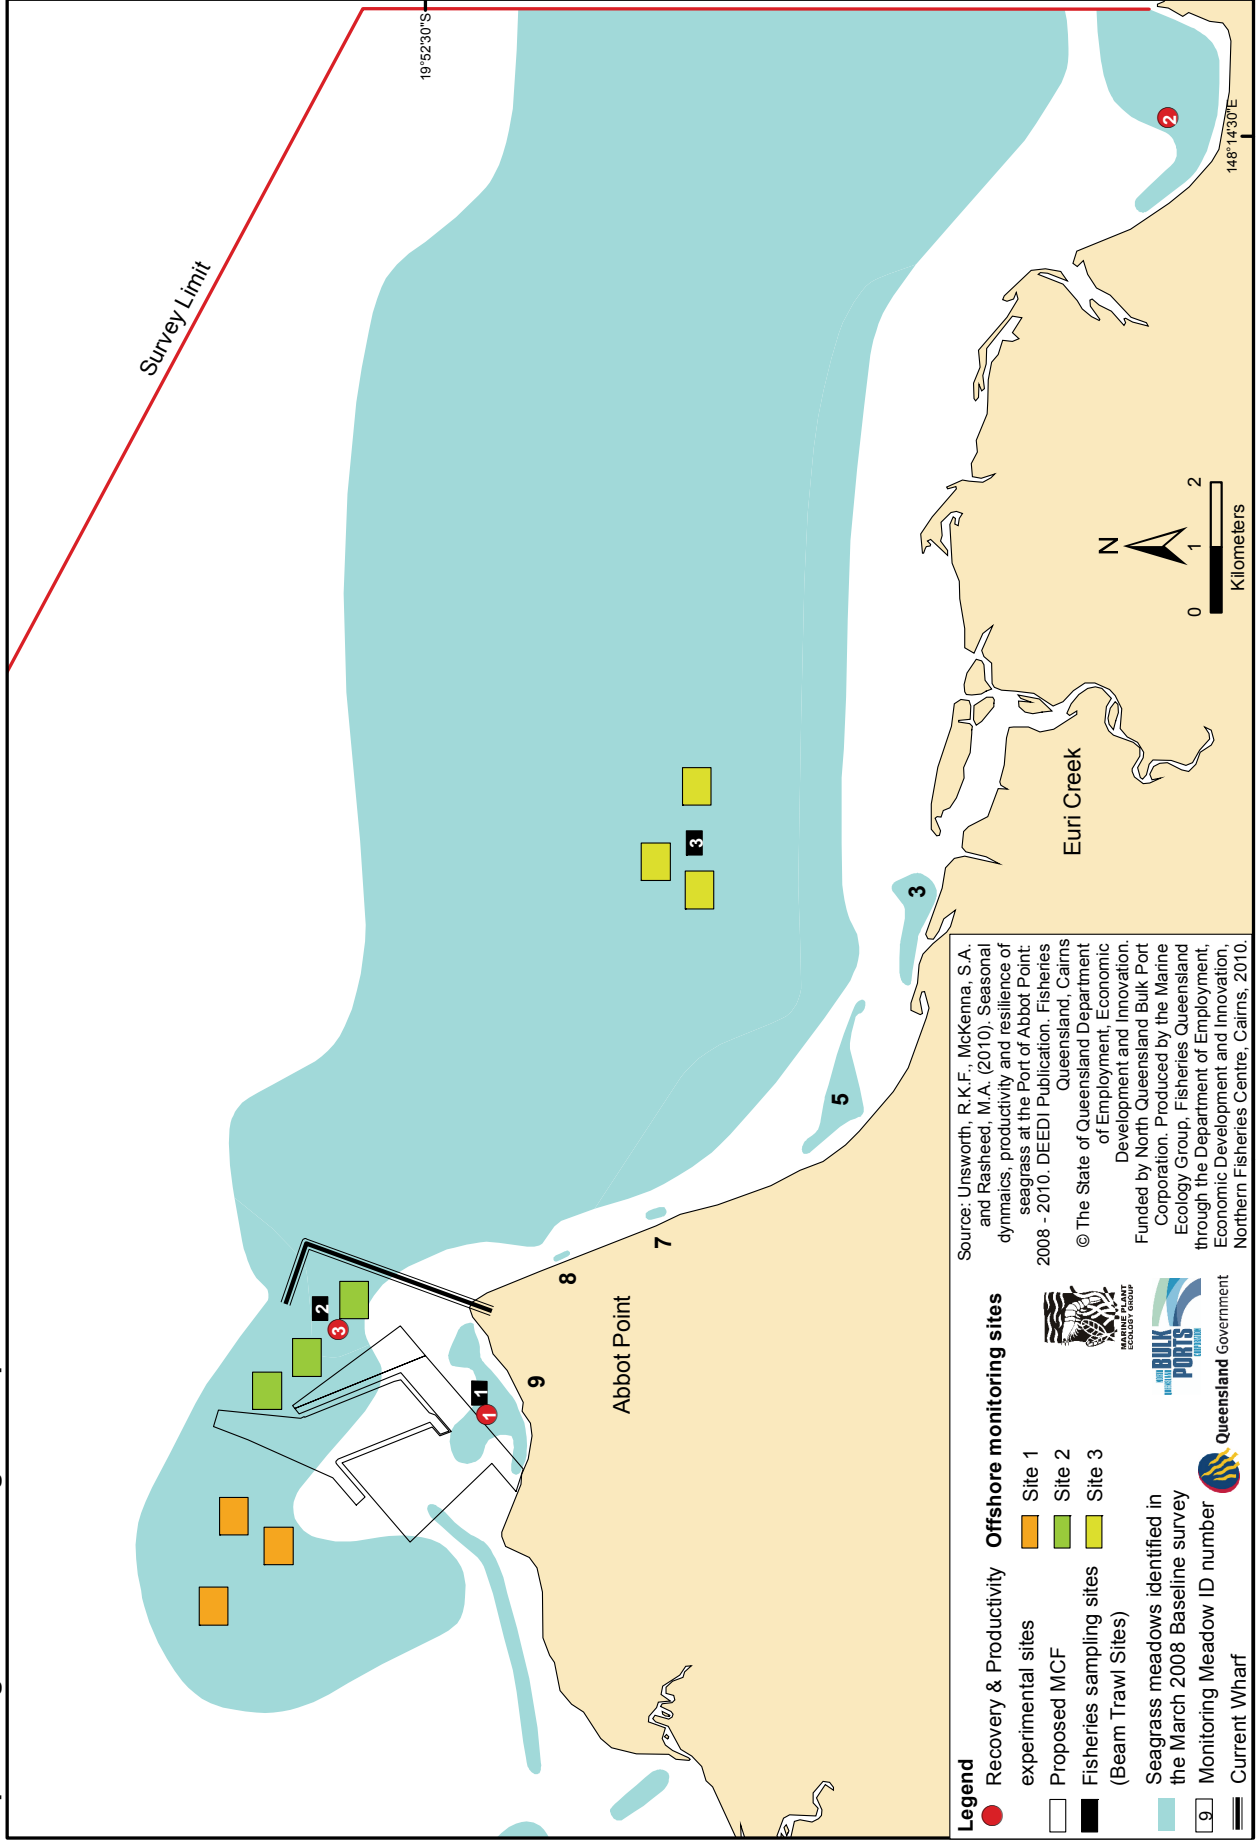 Survey Limit
19°52'30"S
148°14'30"E
2
1
2
3
1
2
3
3
5
7
8
9
Abbot Point
Euri Creek
N
0 1 2
Kilometers
Legend
Recovery & Productivity
experimental sites
Proposed MCF
Fisheries sampling sites
(Beam Trawl Sites)
Seagrass meadows identified in
the March 2008 Baseline survey
9 Monitoring Meadow ID number
Current Wharf
Offshore monitoring sites
Site 1
Site 2
Site 3
MARINE PLANT
ECOLOGY GROUP
NORTH
QUEENSLAND
BULK
PORTS
CORPORATION
Queensland Government
Source: Unsworth, R.K.F., McKenna, S.A.
and Rasheed, M.A. (2010). Seasonal
dynmaics, productivity and resilience of
seagrass at the Port of Abbot Point:
2008 - 2010. DEEDI Publication. Fisheries
Queensland, Cairns
© The State of Queensland Department
of Employment, Economic
Development and Innovation.
Funded by North Queensland Bulk Port
Corporation. Produced by the Marine
Ecology Group, Fisheries Queensland
through the Department of Employment,
Economic Development and Innovation,
Northern Fisheries Centre, Cairns, 2010.